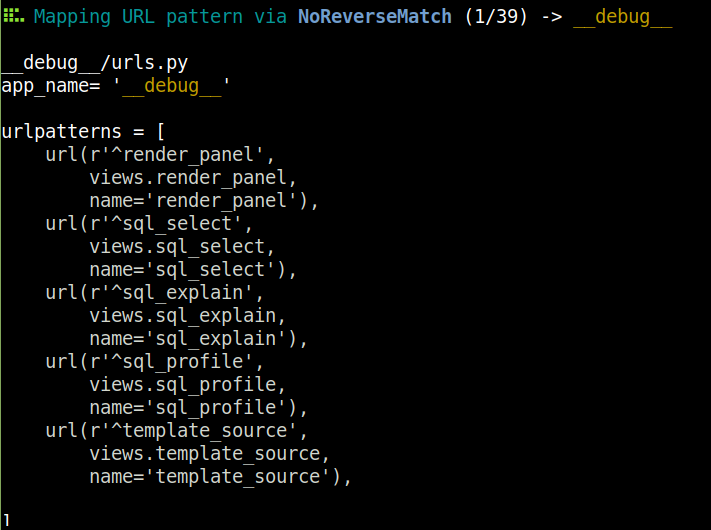 Mapping URL pattern via NoReverseMatch (1/39) -> __debug__
__debug__/urls.py
app_name= '__debug__'
urlpatterns = [
    url(r'^render_panel',
        views.render_panel,
        name='render_panel'),
    url(r'^sql_select',
        views.sql_select,
        name='sql_select'),
    url(r'^sql_explain',
        views.sql_explain,
        name='sql_explain'),
    url(r'^sql_profile',
        views.sql_profile,
        name='sql_profile'),
    url(r'^template_source',
        views.template_source,
        name='template_source'),
]